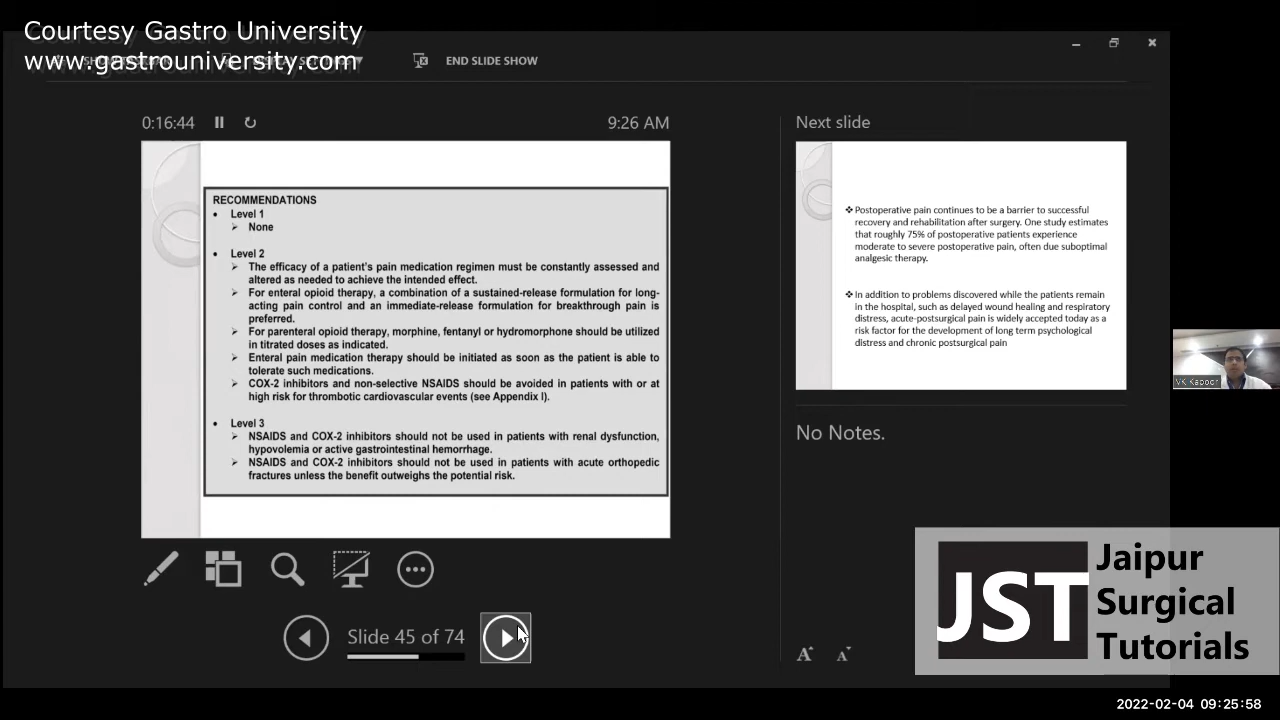 Courtesy Gastro University
www.gastrouniversity.com
END SLIDE SHOW
0:16:44
9:26 AM
Next slide
RECOMMENDATIONS
• Level 1
➢ None
• Level 2
➢ The efficacy of a patient's pain medication regimen must be constantly assessed and
altered as needed to achieve the intended effect.
➢ For enteral opioid therapy, a combination of a sustained-release formulation for long-
acting pain control and an immediate-release formulation for breakthrough pain is
preferred.
➢ For parenteral opioid therapy, morphine, fentanyl or hydromorphone should be utilized
in titrated doses as indicated.
➢ Enteral pain medication therapy should be initiated as soon as the patient is able to
tolerate such medications.
➢ COX-2 inhibitors and non-selective NSAIDS should be avoided in patients with or at
high risk for thrombotic cardiovascular events (see Appendix I).
• Level 3
➢ NSAIDS and COX-2 inhibitors should not be used in patients with renal dysfunction,
hypovolemia or active gastrointestinal hemorrhage.
➢ NSAIDS and COX-2 inhibitors should not be used in patients with acute orthopedic
fractures unless the benefit outweighs the potential risk.
❖ Postoperative pain continues to be a barrier to successful
recovery and rehabilitation after surgery. One study estimates
that roughly 75% of postoperative patients experience
moderate to severe postoperative pain, often due suboptimal
analgesic therapy.
❖ In addition to problems discovered while the patients remain
in the hospital, such as delayed wound healing and respiratory
distress, acute-postsurgical pain is widely accepted today as a
risk factor for the development of long term psychological
distress and chronic postsurgical pain
VK Kapoor
No Notes.
Slide 45 of 74
A A
JST
Jaipur
Surgical
Tutorials
2022-02-04 09:25:58